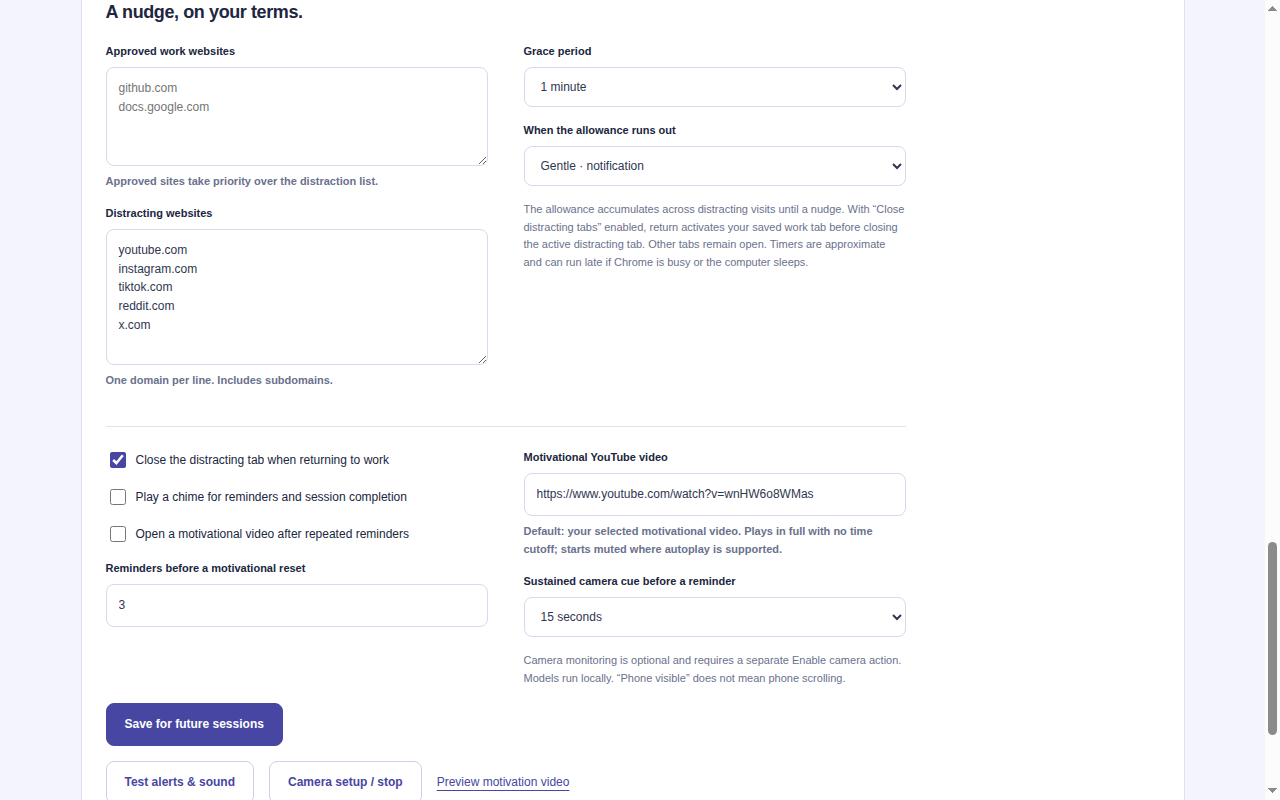 A nudge, on your terms.
Approved work websites
github.com
docs.google.com
Approved sites take priority over the distraction list.
Distracting websites
youtube.com
instagram.com
tiktok.com
reddit.com
x.com
One domain per line. Includes subdomains.
Grace period
1 minute
When the allowance runs out
Gentle · notification
The allowance accumulates across distracting visits until a nudge. With “Close
distracting tabs” enabled, return activates your saved work tab before closing
the active distracting tab. Other tabs remain open. Timers are approximate
and can run late if Chrome is busy or the computer sleeps.
Close the distracting tab when returning to work
Play a chime for reminders and session completion
Open a motivational video after repeated reminders
Reminders before a motivational reset
3
Motivational YouTube video
https://www.youtube.com/watch?v=wnHW6o8WMas
Default: your selected motivational video. Plays in full with no time
cutoff; starts muted where autoplay is supported.
Sustained camera cue before a reminder
15 seconds
Camera monitoring is optional and requires a separate Enable camera action.
Models run locally. “Phone visible” does not mean phone scrolling.
Save for future sessions
Test alerts & sound
Camera setup / stop
Preview motivation video